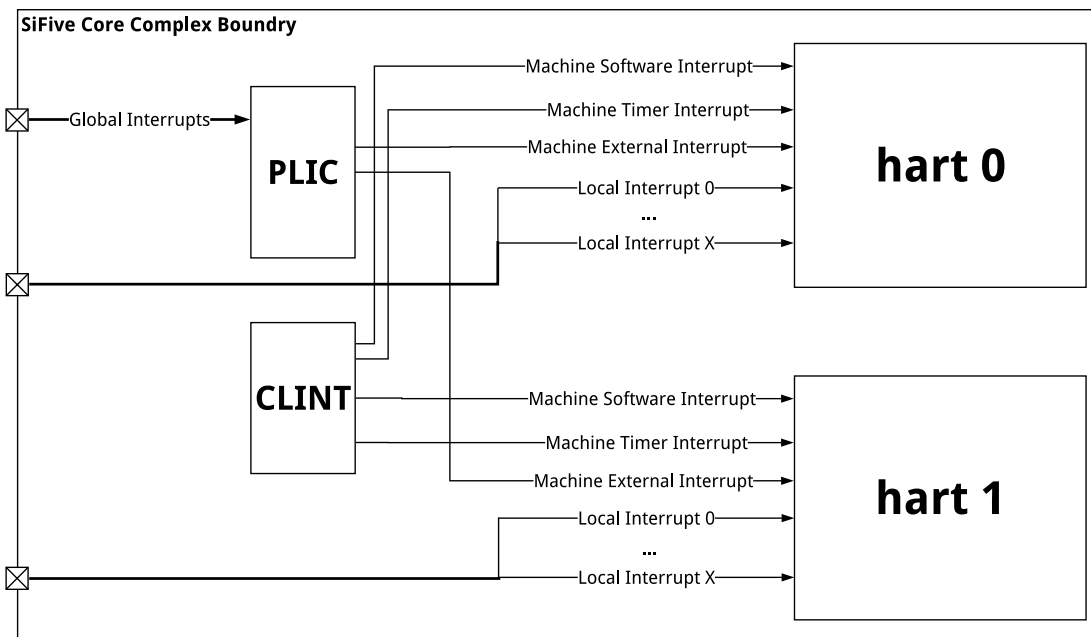 SiFive Core Complex Boundry
Machine Software Interrupt
Machine Timer Interrupt
Global Interrupts
Machine External Interrupt
PLIC
hart 0
Local Interrupt 0
...
Local Interrupt X
CLINT
Machine Software Interrupt
Machine Timer Interrupt
Machine External Interrupt
hart 1
Local Interrupt 0
...
Local Interrupt X